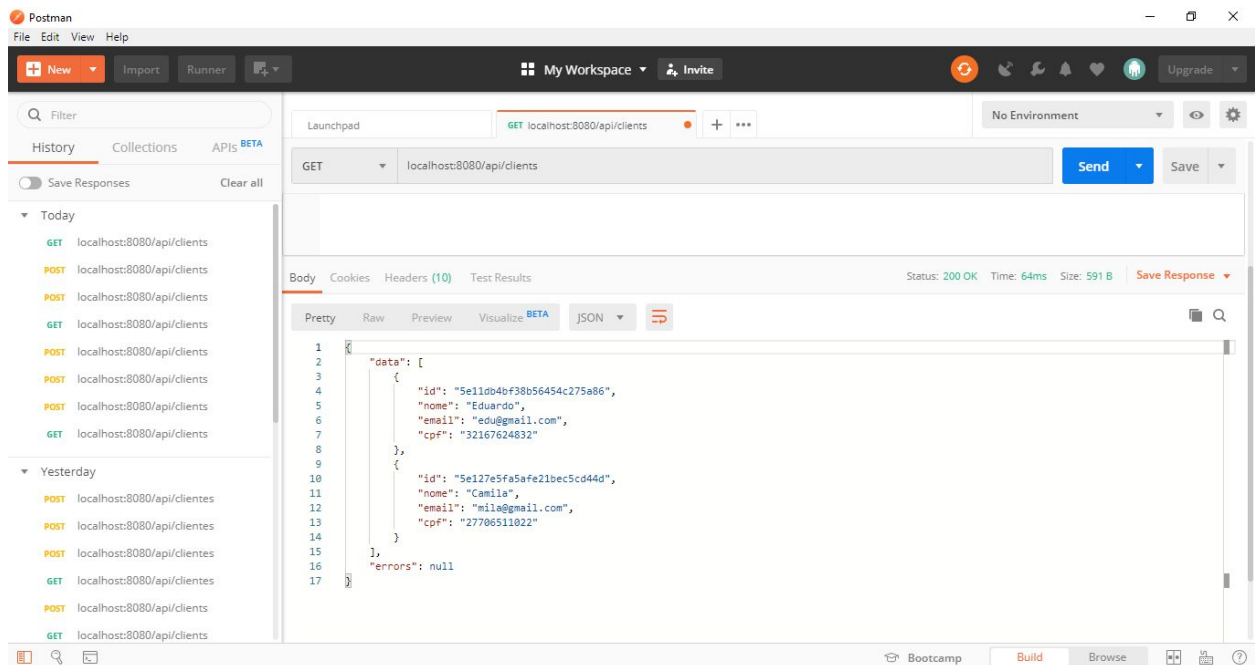 Postman
File Edit View Help
New Import Runner My Workspace Invite Upgrade
Filter
History Collections APIs BETA
Save Responses Clear all
Today
GET localhost:8080/api/clients
POST localhost:8080/api/clients
POST localhost:8080/api/clients
GET localhost:8080/api/clients
POST localhost:8080/api/clients
POST localhost:8080/api/clients
POST localhost:8080/api/clients
GET localhost:8080/api/clients
Yesterday
POST localhost:8080/api/clientes
POST localhost:8080/api/clientes
POST localhost:8080/api/clientes
GET localhost:8080/api/clientes
POST localhost:8080/api/clients
GET localhost:8080/api/clients
Launchpad GET localhost:8080/api/clients No Environment
GET localhost:8080/api/clients Send Save
Body Cookies Headers (10) Test Results Status: 200 OK Time: 64ms Size: 591 B Save Response
Pretty Raw Preview Visualize BETA JSON
1 {
2 "data": [
3 {
4 "id": "5e11db4bf38b56454c275a86",
5 "nome": "Eduardo",
6 "email": "edu@gmail.com",
7 "cpf": "32167624832"
8 },
9 {
10 "id": "5e127e5fa5afe21bec5cd44d",
11 "nome": "Camila",
12 "email": "mila@gmail.com",
13 "cpf": "27706511022"
14 }
15 ],
16 "errors": null
17 }
Bootcamp Build Browse